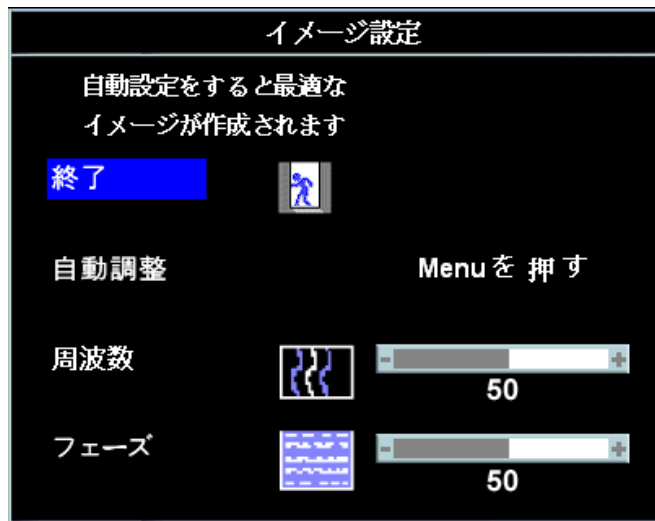 イメージ設定
自動設定をすると最適な
イメージが作成されます
終了
自動調整 Menuを押す
周波数
50
フェーズ
50